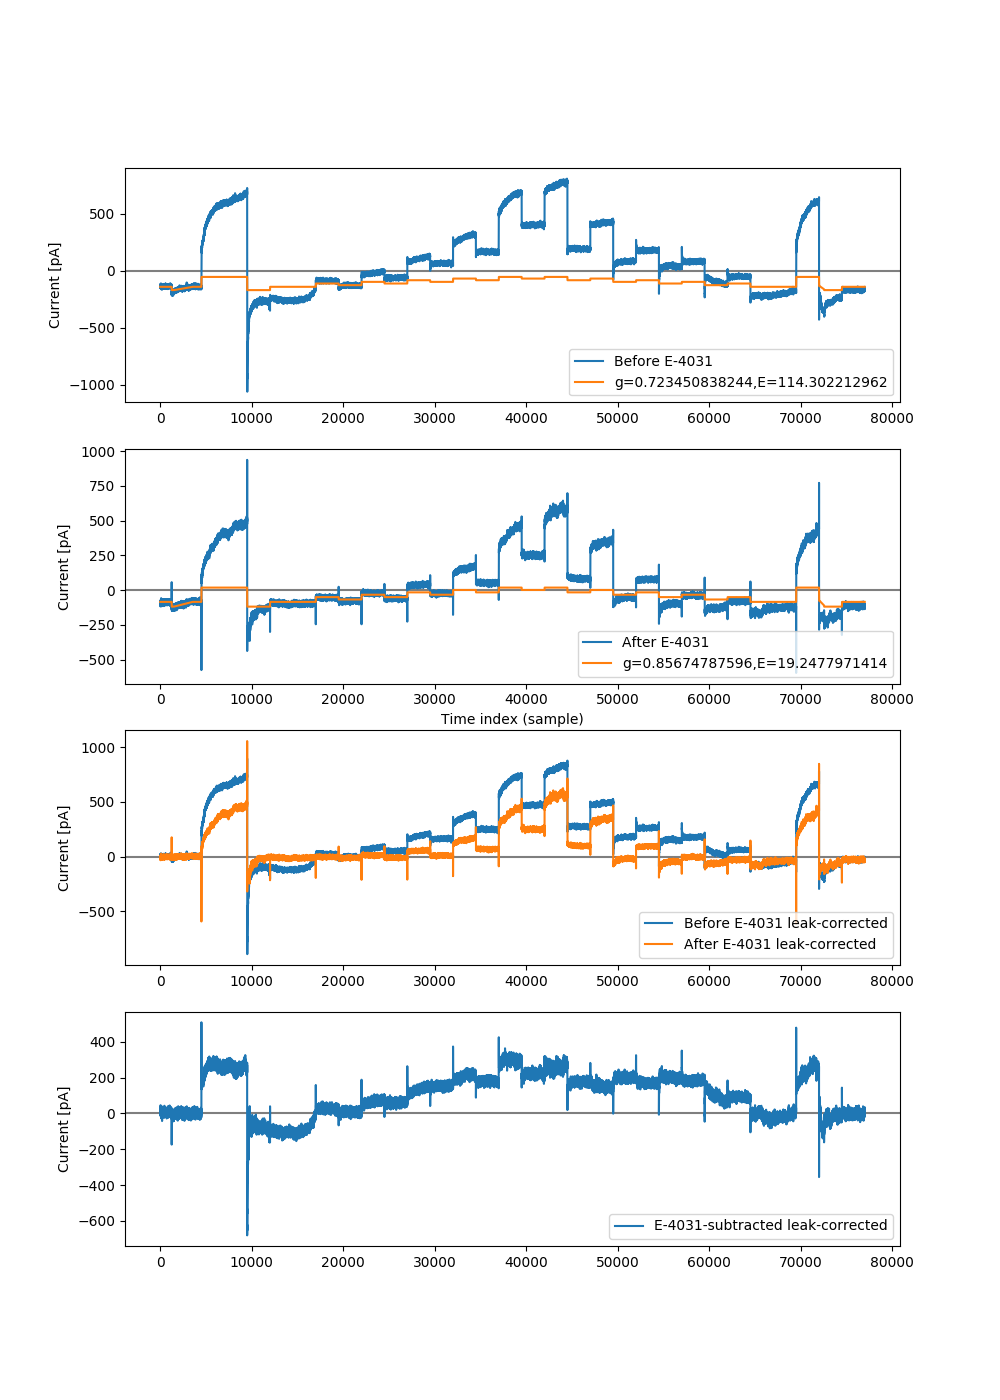 500
0
−500
−1000
Current [pA]
Before E-4031
g=0.723450838244,E=114.302212962
0 10000 20000 30000 40000 50000 60000 70000 80000
1000
750
500
250
0
−250
−500
Current [pA]
After E-4031
g=0.85674787596,E=19.2477971414
0 10000 20000 30000 40000 50000 60000 70000 80000
Time index (sample)
1000
500
0
−500
Current [pA]
Before E-4031 leak-corrected
After E-4031 leak-corrected
0 10000 20000 30000 40000 50000 60000 70000 80000
400
200
0
−200
−400
−600
Current [pA]
E-4031-subtracted leak-corrected
0 10000 20000 30000 40000 50000 60000 70000 80000